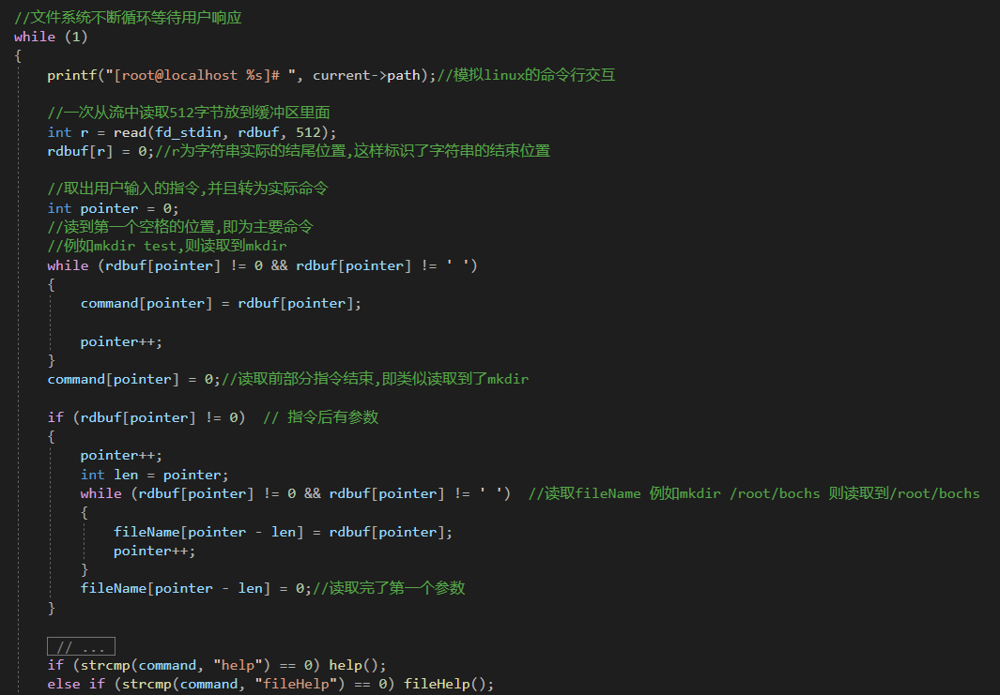 //文件系统不断循环等待用户响应
while (1)
{
    printf("[root@localhost %s]# ", current->path);//模拟linux的命令行交互
    //一次从流中读取512字节放到缓冲区里面
    int r = read(fd_stdin, rdbuf, 512);
    rdbuf[r] = 0;//r为字符串实际的结尾位置,这样标识了字符串的结束位置
    //取出用户输入的指令,并且转为实际命令
    int pointer = 0;
    //读到第一个空格的位置,即为主要命令
    //例如mkdir test,则读取到mkdir
    while (rdbuf[pointer] != 0 && rdbuf[pointer] != ' ')
    {
        command[pointer] = rdbuf[pointer];
        pointer++;
    }
    command[pointer] = 0;//读取前部分指令结束,即类似读取到了mkdir
    if (rdbuf[pointer] != 0)  // 指令后有参数
    {
        pointer++;
        int len = pointer;
        while (rdbuf[pointer] != 0 && rdbuf[pointer] != ' ')  //读取fileName 例如mkdir /root/bochs 则读取到/root/bochs
        {
            fileName[pointer - len] = rdbuf[pointer];
            pointer++;
        }
        fileName[pointer - len] = 0;//读取完了第一个参数
    }
    // ...
    if (strcmp(command, "help") == 0) help();
    else if (strcmp(command, "fileHelp") == 0) fileHelp();